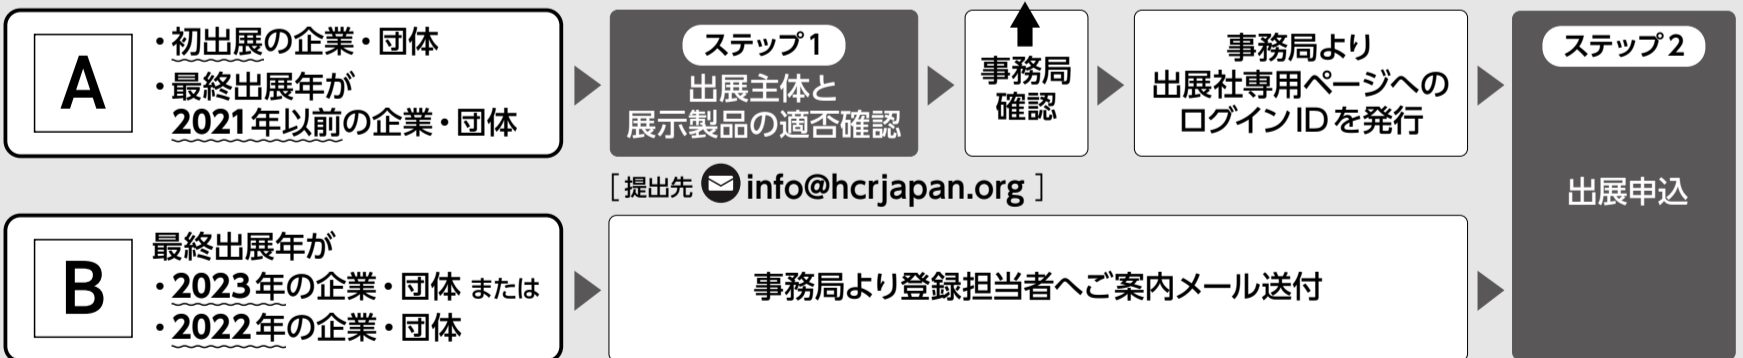 A
・初出展の企業・団体
・最終出展年が
2021年以前の企業・団体
ステップ1
出展主体と
展示製品の適否確認
事務局
確認
事務局より
出展社専用ページへの
ログインIDを発行
[提出先 info@hcrjapan.org ]
B
最終出展年が
・2023年の企業・団体 または
・2022年の企業・団体
事務局より登録担当者へご案内メール送付
ステップ2
出展申込